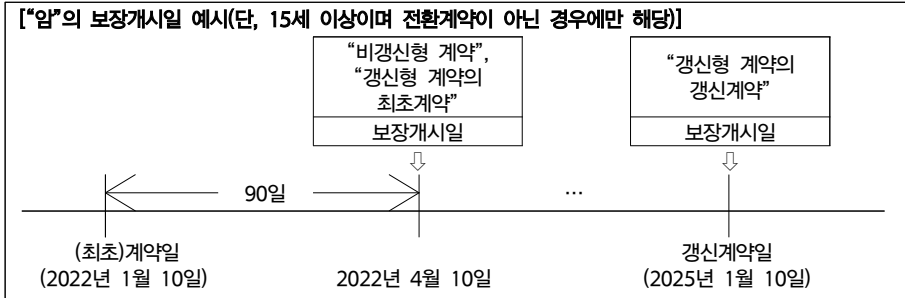 [“암”의 보장개시일 예시(단, 15세 이상이며 전환계약이 아닌 경우에만 해당)]
“비갱신형 계약”,
“갱신형 계약의
최초계약”
보장개시일
“갱신형 계약의
갱신계약”
보장개시일
90일
…
(최초)계약일
(2022년 1월 10일)
2022년 4월 10일
갱신계약일
(2025년 1월 10일)